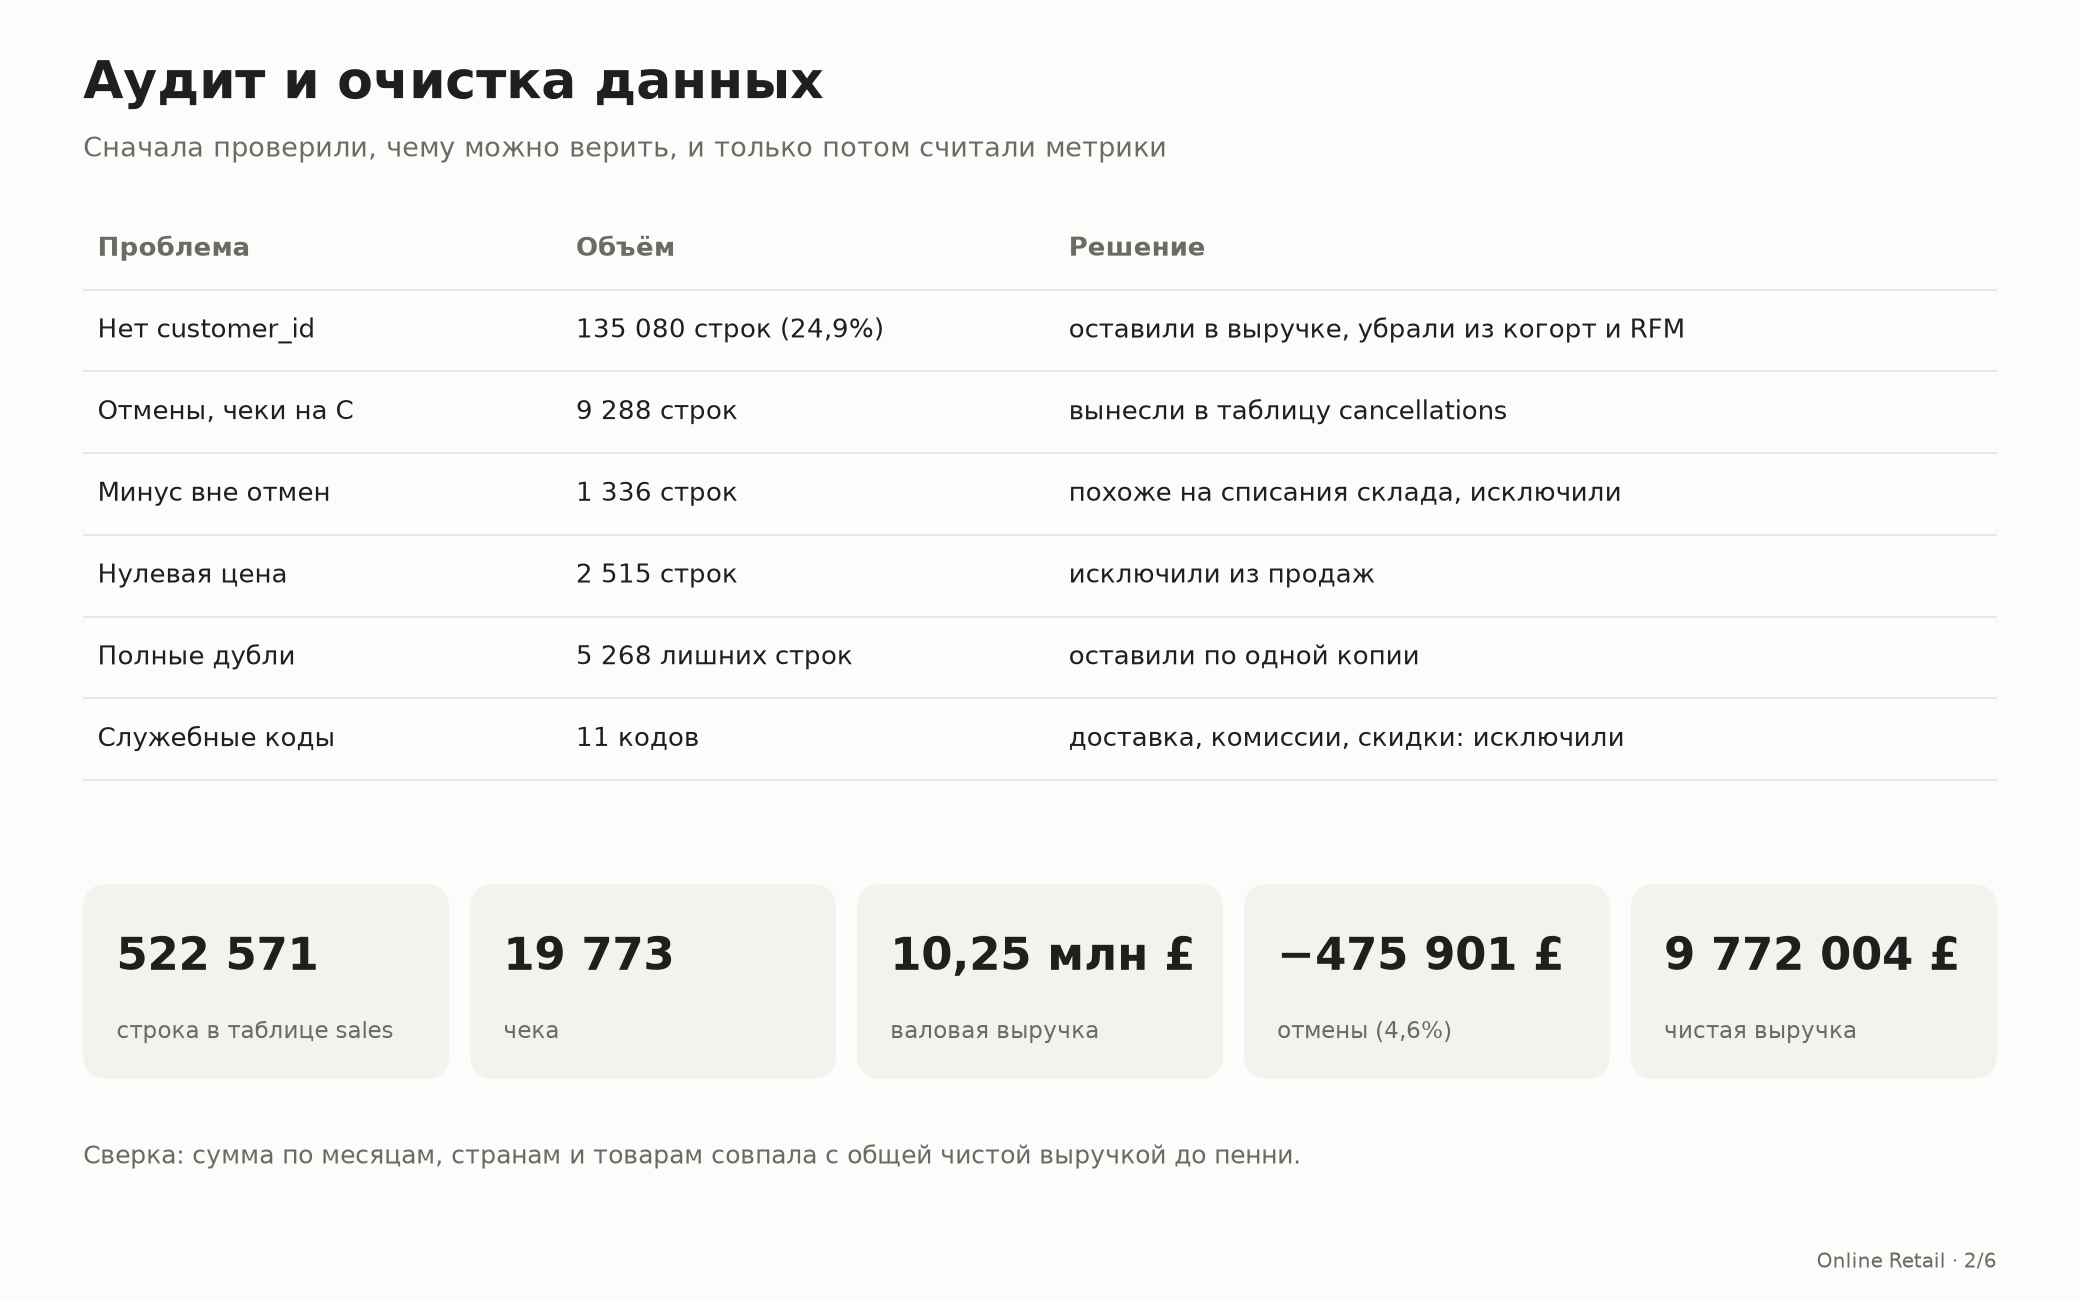 Аудит и очистка данных
Сначала проверили, чему можно верить, и только потом считали метрики
Проблема Объём Решение
Нет customer_id 135 080 строк (24,9%) оставили в выручке, убрали из когорт и RFM
Отмены, чеки на C 9 288 строк вынесли в таблицу cancellations
Минус вне отмен 1 336 строк похоже на списания склада, исключили
Нулевая цена 2 515 строк исключили из продаж
Полные дубли 5 268 лишних строк оставили по одной копии
Служебные коды 11 кодов доставка, комиссии, скидки: исключили
522 571 19 773 10,25 млн £ −475 901 £ 9 772 004 £
строка в таблице sales чека валовая выручка отмены (4,6%) чистая выручка
Сверка: сумма по месяцам, странам и товарам совпала с общей чистой выручкой до пенни.
Online Retail · 2/6